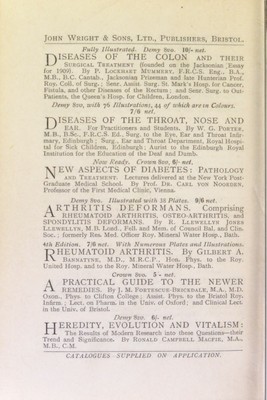 JOHN WRIGHT & SONS, LTD., PUBLISHERS, BRISTOL.
Fully Illustrated. Demy 8vo. 10/- net.
DISEASES OF THE COLON AND THEIR
SURGICAL TREATMENT (founded on the Jacksonian Essay
for 1909). By P. LOCKHART MUMMERY, F.R.C.S. Eng., B.A.,
M.B., B.C. Cantab., Jacksonian Prizeman and late Hunterian Prof.
Roy. Coll. of Surg.; Senr. Assist. Surg. St. Mark's Hosp. for Cancer,
Fistula, and other Diseases of the Rectum; and Senr. Surg. to Out-
Patients, the Queen's Hosp. for Children, London.
Demy 8vo, with 76 Illustrations, 44 of which are in Colours.
7/6 net.
DISEASES OF THE THROAT, NOSE AND
EAR. For Practitioners and Students. By W. G. PORTER,
M.B., B.Sc., F.R.C.S. Ed., Surg. to the Eye, Ear and Throat Infir-
mary, Edinburgh; Surg., Ear and Throat Department, Royal Hospi-
tal for Sick Children, Edinburgh; Aurist to the Edinburgh Royal
Institution for the Education of the Deaf and Dumb.
Now Ready. Crown 8vo, 6/- net.
NEW ASPECTS OF DIABETES: PATHOLOGY
AND TREATMENT. Lectures delivered at the New York Post-
Graduate Medical School. By Prof. Dr. CARL VON NOORDEN,
Professor of the First Medical Clinic, Vienna.
Demy 8vo. Illustrated with 18 Plates. 9/6 net.
ARTHRITIS DEFORMANS. Comprising
RHEUMATOID ARTHRITIS, OSTEO-ARTHRITIS, and
SPONDYLITIS DEFORMANS. By R. LLEWELLYN JONES
LLEWELLYN, M.B. Lond., Fell. and Mem. of Council Bal. and Clin.
Soc.; formerly Res. Med. Officer Roy. Mineral Water Hosp., Bath.
4th Edition. 7/6 net. With Numerous Plates and Illustrations.
RHEUMATOID ARTHRITIS. By GILBERT A.
BANNATYNE, M.D., M.R.C.P., Hon. Phys. to the Roy.
United Hosp. and to the Roy. Mineral Water Hosp., Bath.
Crown 8vo. 5/- net.
A PRACTICAL GUIDE TO THE NEWER
REMEDIES. By J. M. FORTESCUE-BRICKDALE, M.A., M.D.
Oxon., Phys. to Clifton College; Assist. Phys. to the Bristol Roy.
Infirm.; Lect. on Pharm. in the Univ. of Oxford; and Clinical Lect.
in the Univ. of Bristol.
Demy 8vo. 6/- net.
HEREDITY, EVOLUTION AND VITALISM:
The Results of Modern Research into these Questions—their
Trend and Significance. By RONALD CAMPBELL MACFIE, M.A.,
M.B., C.M.
CATALOGUES SUPPLIED ON APPLICATION.